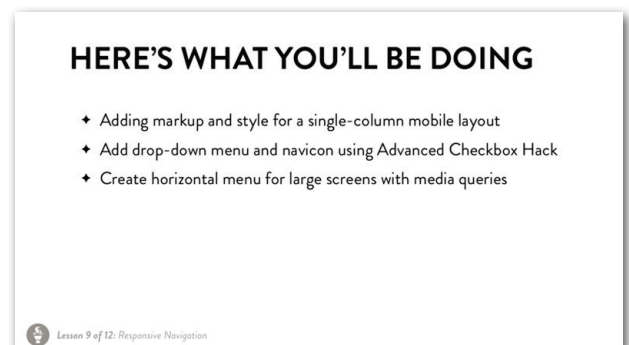 HERE'S WHAT YOU'LL BE DOING
✦ Adding markup and style for a single-column mobile layout
✦ Add drop-down menu and navicon using Advanced Checkbox Hack
✦ Create horizontal menu for large screens with media queries
Lesson 9 of 12: Responsive Navigation